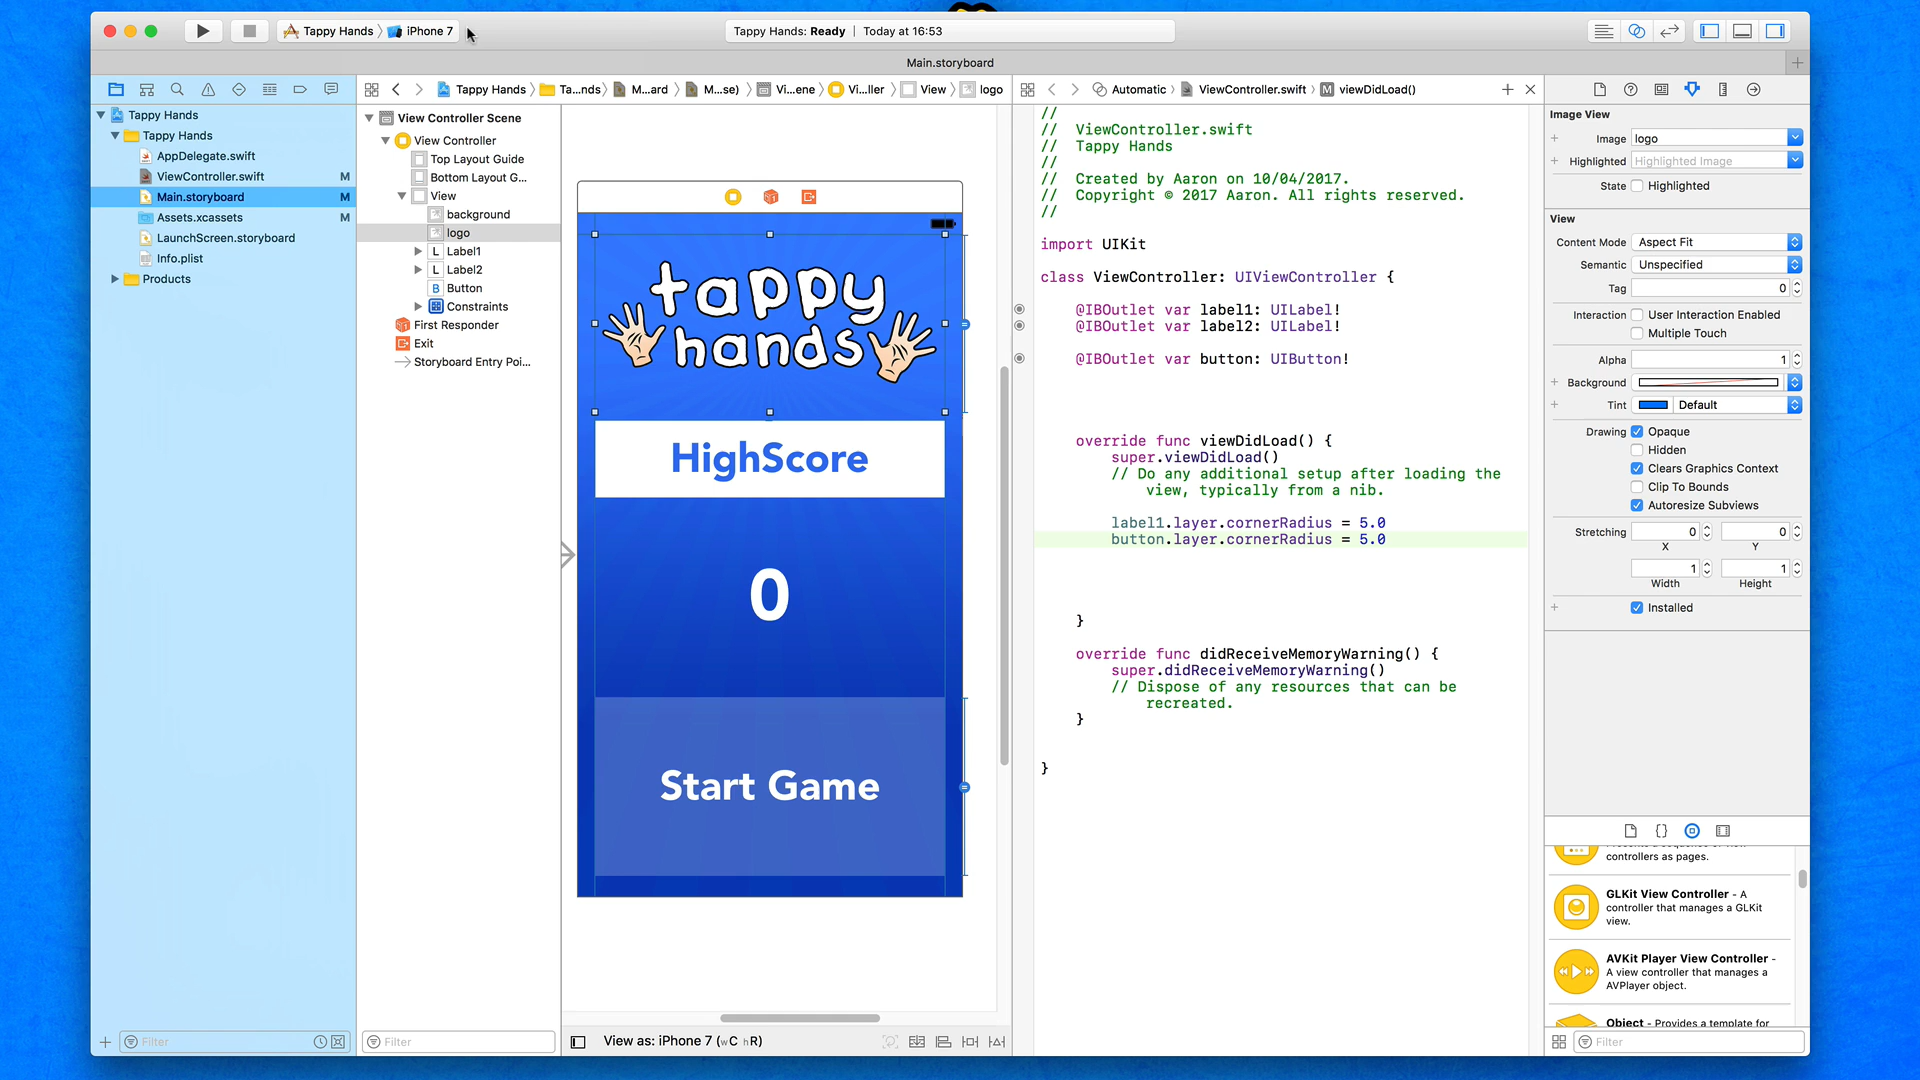 Tappy Hands
iPhone 7
Tappy Hands: Ready | Today at 16:53
Main.storyboard
Tappy Hands
Ta...nds
M...ard
M...se)
Vi...ene
Vi...ller
View
logo
Automatic
ViewController.swift
viewDidLoad()
Tappy Hands
Tappy Hands
AppDelegate.swift
ViewController.swift M
Main.storyboard M
Assets.xcassets M
LaunchScreen.storyboard
Info.plist
Products
Filter
View Controller Scene
View Controller
Top Layout Guide
Bottom Layout G...
View
background
logo
L Label1
L Label2
B Button
Constraints
First Responder
Exit
Storyboard Entry Poi...
Filter
tappy
hands
HighScore
0
Start Game
View as: iPhone 7 (wC hR)
//
// ViewController.swift
// Tappy Hands
//
// Created by Aaron on 10/04/2017.
// Copyright © 2017 Aaron. All rights reserved.
//
import UIKit
class ViewController: UIViewController {
@IBOutlet var label1: UILabel!
@IBOutlet var label2: UILabel!
@IBOutlet var button: UIButton!
override func viewDidLoad() {
super.viewDidLoad()
// Do any additional setup after loading the
view, typically from a nib.
label1.layer.cornerRadius = 5.0
button.layer.cornerRadius = 5.0
}
override func didReceiveMemoryWarning() {
super.didReceiveMemoryWarning()
// Dispose of any resources that can be
recreated.
}
}
Image View
Image logo
Highlighted Highlighted Image
State Highlighted
View
Content Mode Aspect Fit
Semantic Unspecified
Tag 0
Interaction User Interaction Enabled
Multiple Touch
Alpha 1
Background
Tint Default
Drawing Opaque
Hidden
Clears Graphics Context
Clip To Bounds
Autoresize Subviews
Stretching 0 0
X Y
1 1
Width Height
Installed
controllers as pages.
GLKit View Controller - A
controller that manages a GLKit
view.
AVKit Player View Controller -
A view controller that manages a
AVPlayer object.
Object - Provides a template for
Filter